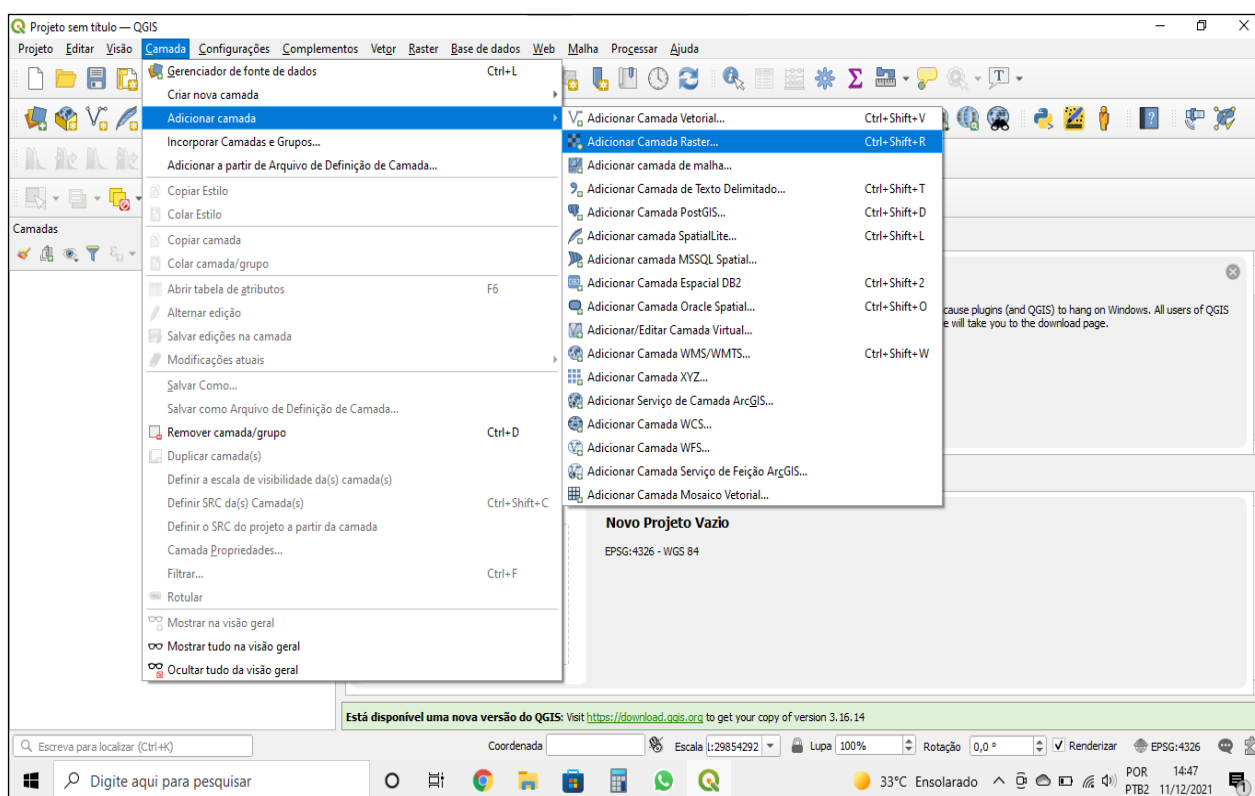 Projeto sem título — QGIS
Projeto Editar Visão Camada Configurações Complementos Vetor Raster Base de dados Web Malha Processar Ajuda
Gerenciador de fonte de dados Ctrl+L
Criar nova camada
Adicionar camada
Incorporar Camadas e Grupos...
Adicionar a partir de Arquivo de Definição de Camada...
Copiar Estilo
Colar Estilo
Copiar camada
Colar camada/grupo
Abrir tabela de atributos F6
Alternar edição
Salvar edições na camada
Modificações atuais
Salvar Como...
Salvar como Arquivo de Definição de Camada...
Remover camada/grupo Ctrl+D
Duplicar camada(s)
Definir a escala de visibilidade da(s) camada(s)
Definir SRC da(s) Camada(s) Ctrl+Shift+C
Definir o SRC do projeto a partir da camada
Camada Propriedades...
Filtrar... Ctrl+F
Rotular
Mostrar na visão geral
Mostrar tudo na visão geral
Ocultar tudo da visão geral
Adicionar Camada Vetorial... Ctrl+Shift+V
Adicionar Camada Raster... Ctrl+Shift+R
Adicionar camada de malha...
Adicionar Camada de Texto Delimitado... Ctrl+Shift+T
Adicionar Camada PostGIS... Ctrl+Shift+D
Adicionar camada SpatialLite... Ctrl+Shift+L
Adicionar camada MSSQL Spatial...
Adicionar Camada Espacial DB2 Ctrl+Shift+2
Adicionar Camada Oracle Spatial... Ctrl+Shift+O
Adicionar/Editar Camada Virtual...
Adicionar Camada WMS/WMTS... Ctrl+Shift+W
Adicionar Camada XYZ...
Adicionar Serviço de Camada ArcGIS...
Adicionar Camada WCS...
Adicionar Camada WFS...
Adicionar Camada Serviço de Feição ArcGIS...
Adicionar Camada Mosaico Vetorial...
Camadas
cause plugins (and QGIS) to hang on Windows. All users of QGIS
e will take you to the download page.
Novo Projeto Vazio
EPSG:4326 - WGS 84
Está disponível uma nova versão do QGIS: Visit https://download.qgis.org to get your copy of version 3.16.14
Escreva para localizar (Ctrl+K) Coordenada Escala 1:29854292 Lupa 100% Rotação 0,0 ° Renderizar EPSG:4326
Digite aqui para pesquisar 33°C Ensolarado POR 14:47
PTB2 11/12/2021